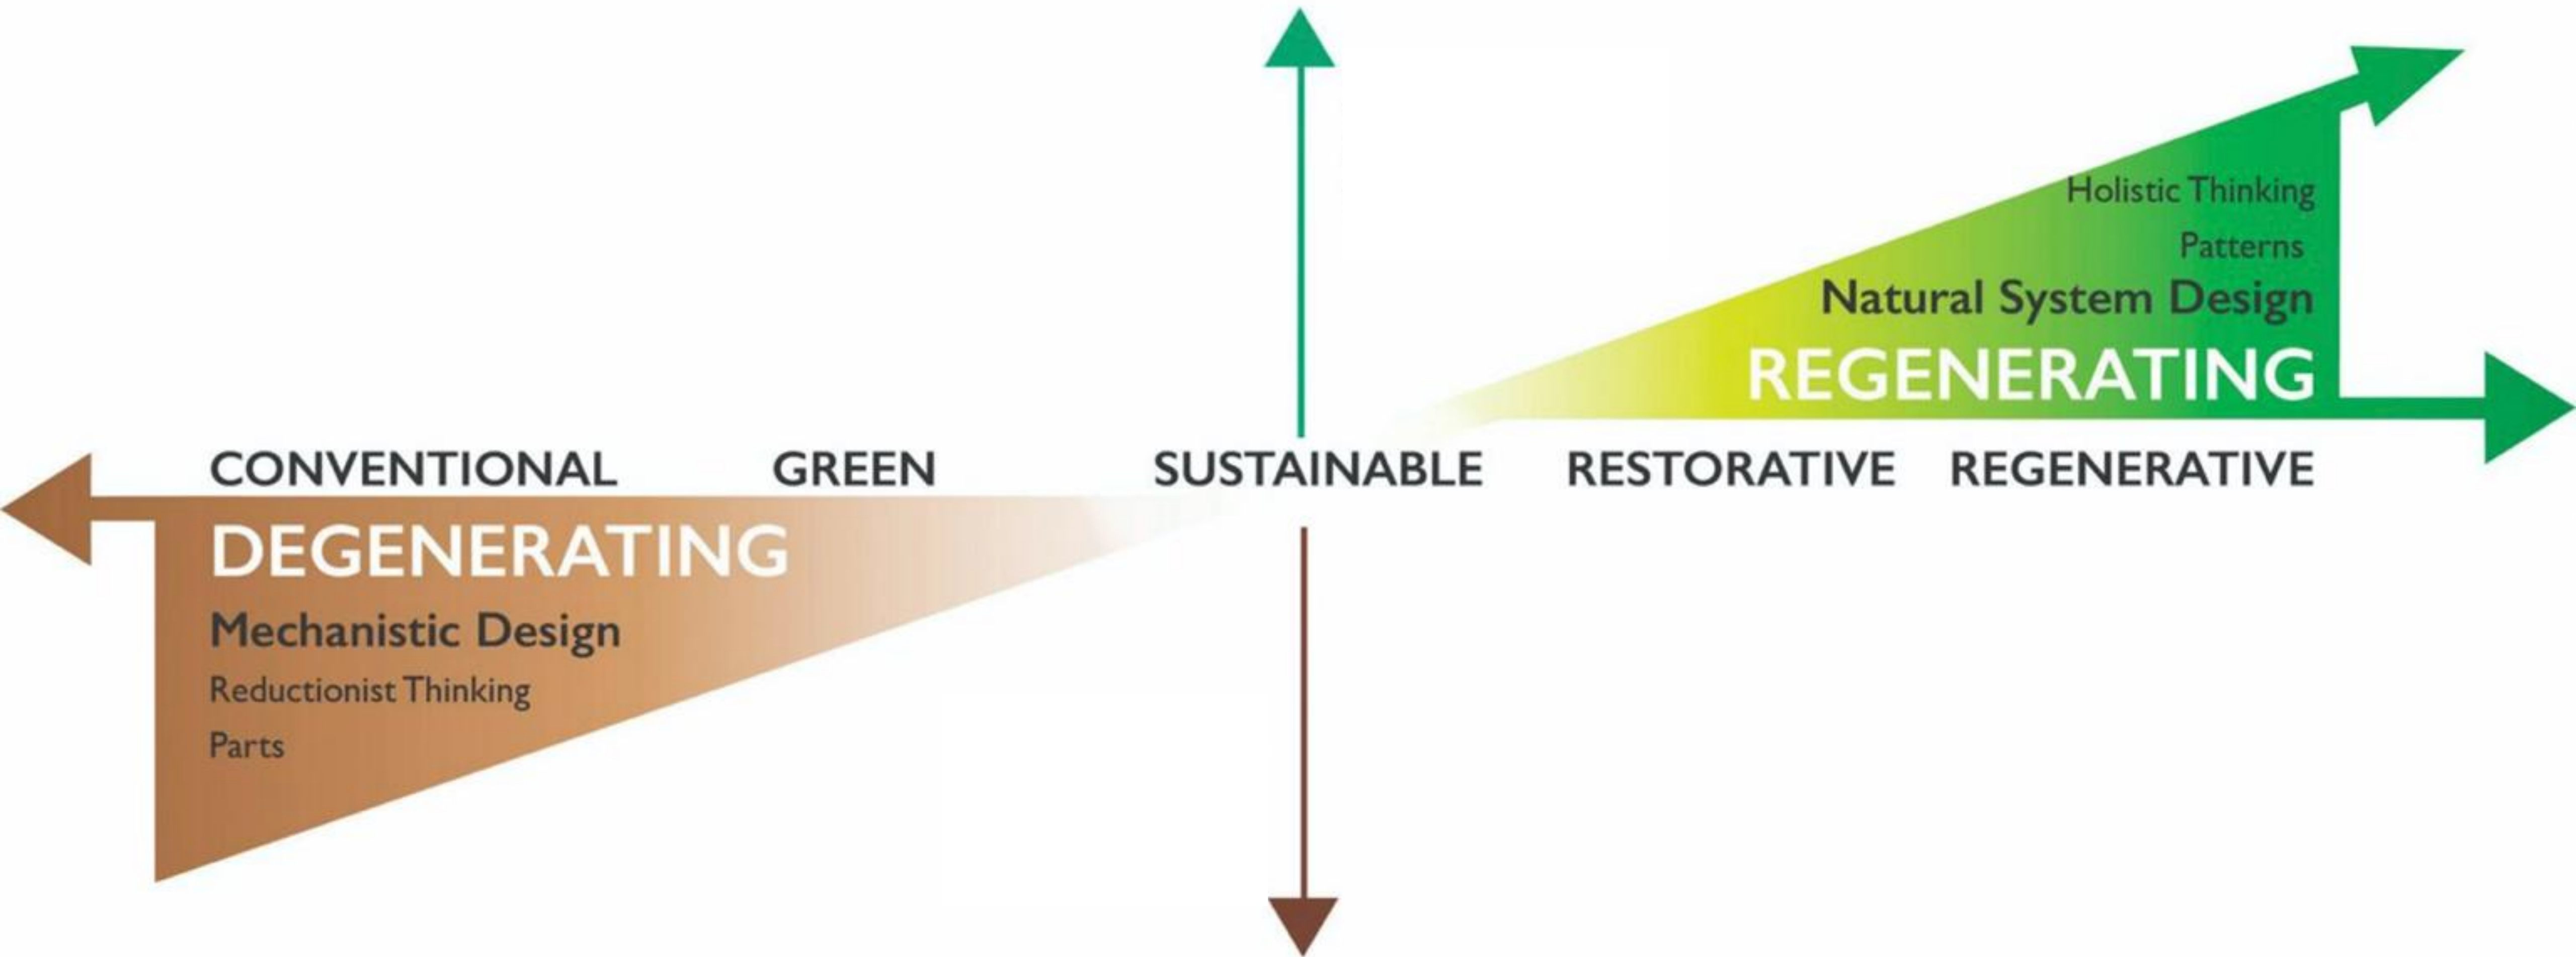 Holistic Thinking
Patterns
Natural System Design
REGENERATING
CONVENTIONAL GREEN SUSTAINABLE RESTORATIVE REGENERATIVE
DEGENERATING
Mechanistic Design
Reductionist Thinking
Parts